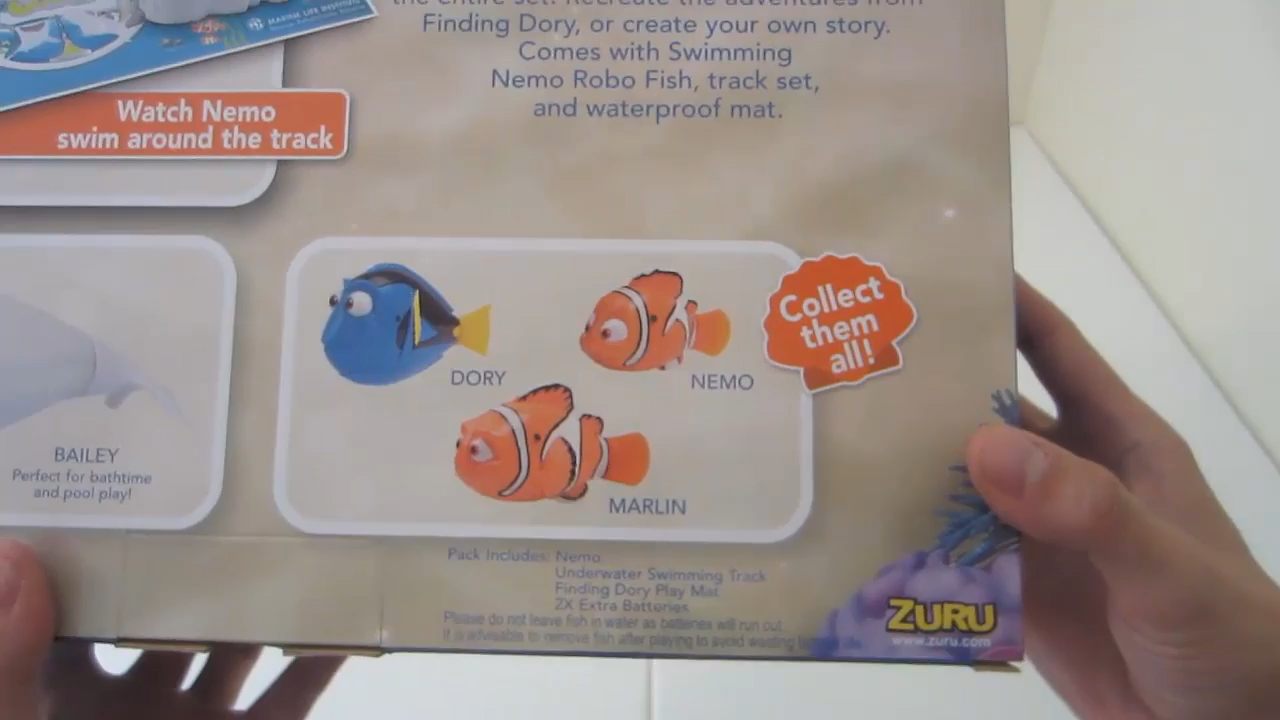 MARINE LIFE INSTITUTE
the entire set. Recreate the adventures from
Finding Dory, or create your own story.
Comes with Swimming
Nemo Robo Fish, track set,
and waterproof mat.
Watch Nemo
swim around the track
BAILEY
Perfect for bathtime
and pool play!
DORY
NEMO
MARLIN
Collect
them
all!
Pack Includes: Nemo
Underwater Swimming Track
Finding Dory Play Mat
2X Extra Batteries
Please do not leave fish in water as batteries will run out.
It is advisable to remove fish after playing to avoid wasting
ZURU
www.zuru.com